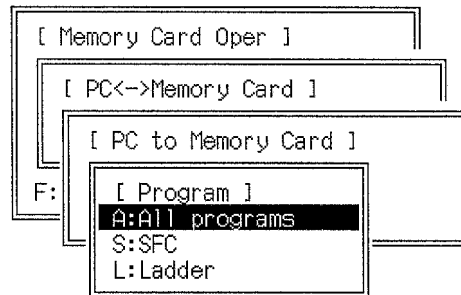 [ Memory Card Oper ]
[ PC<->Memory Card ]
[ PC to Memory Card ]
F:
[ Program ]
A:All programs
S:SFC
L:Ladder